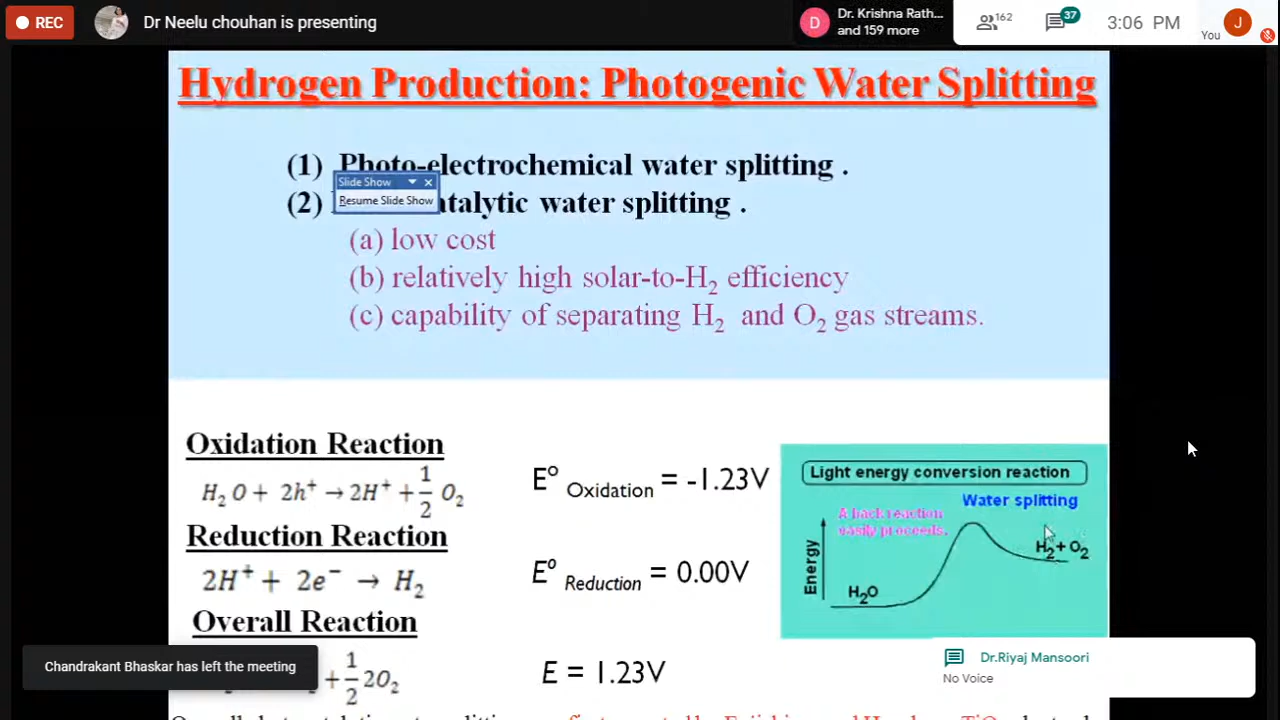 REC
Dr Neelu chouhan is presenting
D
Dr. Krishna Rath...
and 159 more
162
37
3:06 PM
You
J
Hydrogen Production: Photogenic Water Splitting
(1) Photo-electrochemical water splitting .
Slide Show
Resume Slide Show
(2) atalytic water splitting .
(a) low cost
(b) relatively high solar-to-H₂ efficiency
(c) capability of separating H₂ and O₂ gas streams.
Oxidation Reaction
H₂O + 2h⁺ → 2H⁺ + 1/2 O₂
E° Oxidation = -1.23V
Reduction Reaction
2H⁺ + 2e⁻ → H₂
E° Reduction = 0.00V
Overall Reaction
+ 1/2 2O₂
E = 1.23V
Light energy conversion reaction
Water splitting
A back reaction
easily proceeds.
Energy
H₂O
H₂ + O₂
Chandrakant Bhaskar has left the meeting
Dr.Riyaj Mansoori
No Voice